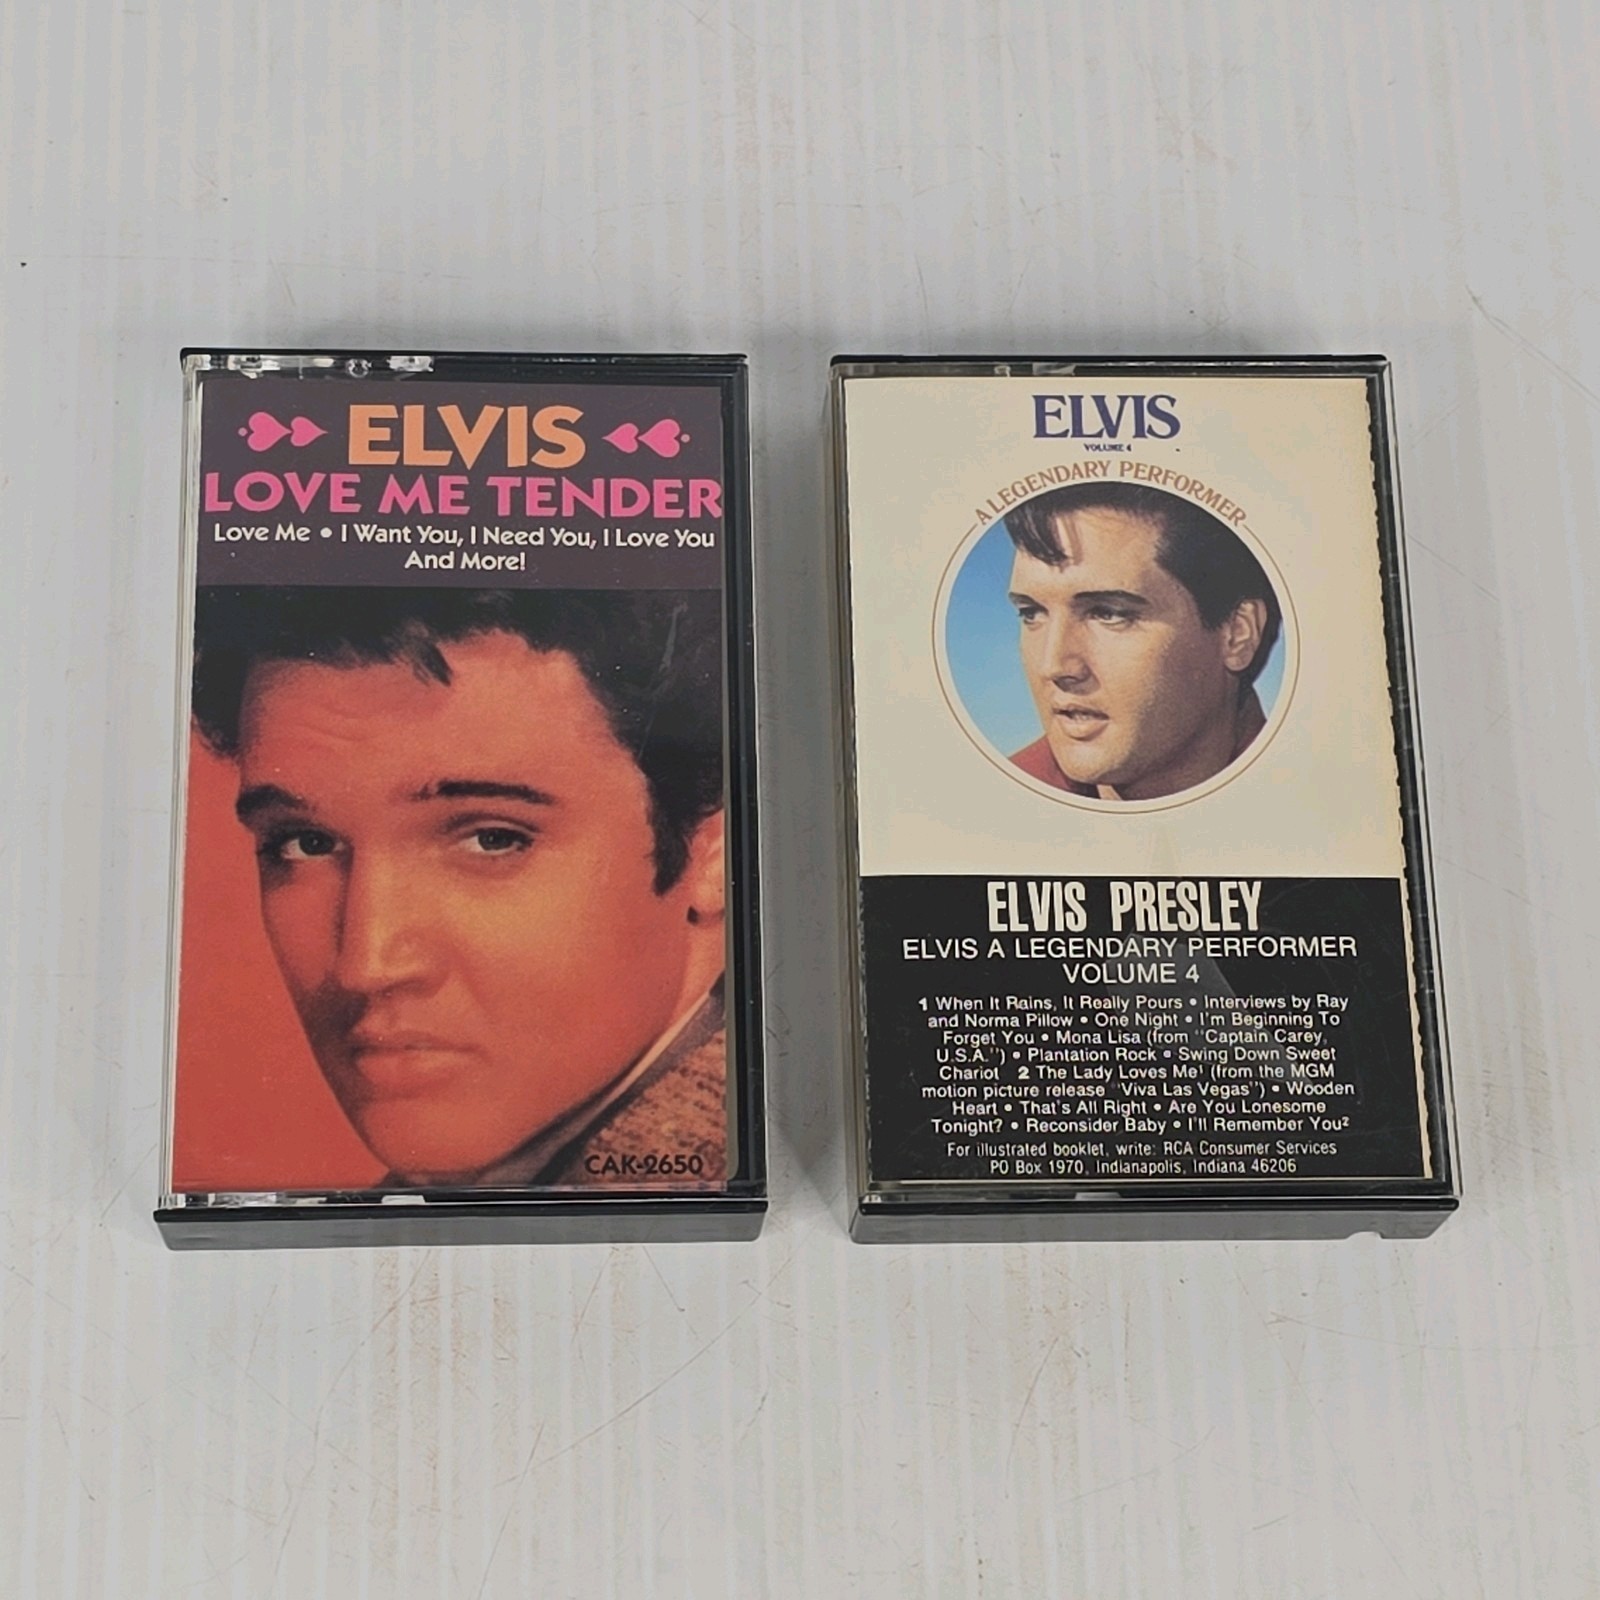 ELVIS
LOVE ME TENDER
Love Me • I Want You, I Need You, I Love You
And More!
CAK-2650
ELVIS
VOLUME 4
A LEGENDARY PERFORMER
ELVIS PRESLEY
ELVIS A LEGENDARY PERFORMER
VOLUME 4
1 When It Rains, It Really Pours • Interviews by Ray
and Norma Pillow • One Night • I'm Beginning To
Forget You • Mona Lisa (from "Captain Carey,
U.S.A.") • Plantation Rock • Swing Down Sweet
Chariot 2 The Lady Loves Me¹ (from the MGM
motion picture release "Viva Las Vegas") • Wooden
Heart • That's All Right • Are You Lonesome
Tonight? • Reconsider Baby • I'll Remember You²
For illustrated booklet, write: RCA Consumer Services
PO Box 1970, Indianapolis, Indiana 46206